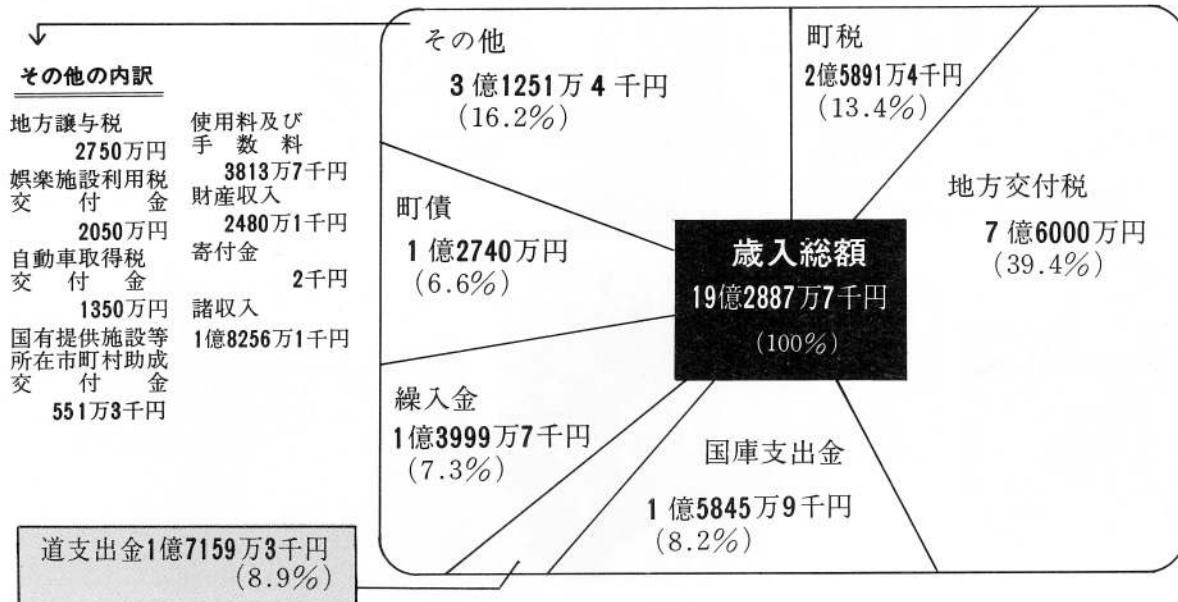 その他の内訳
地方譲与税
2750万円
娯楽施設利用税
交付金
2050万円
自動車取得税
交付金
1350万円
国有提供施設等
所在市町村助成
交付金
551万3千円
使用料及び
手数料
3813万7千円
財産収入
2480万1千円
寄付金
2千円
諸収入
1億8256万1千円
その他
3億1251万4千円
(16.2%)
町税
2億5891万4千円
(13.4%)
地方交付税
7億6000万円
(39.4%)
町債
1億2740万円
(6.6%)
歳入総額
19億2887万7千円
(100%)
繰入金
1億3999万7千円
(7.3%)
国庫支出金
1億5845万9千円
(8.2%)
道支出金1億7159万3千円
(8.9%)